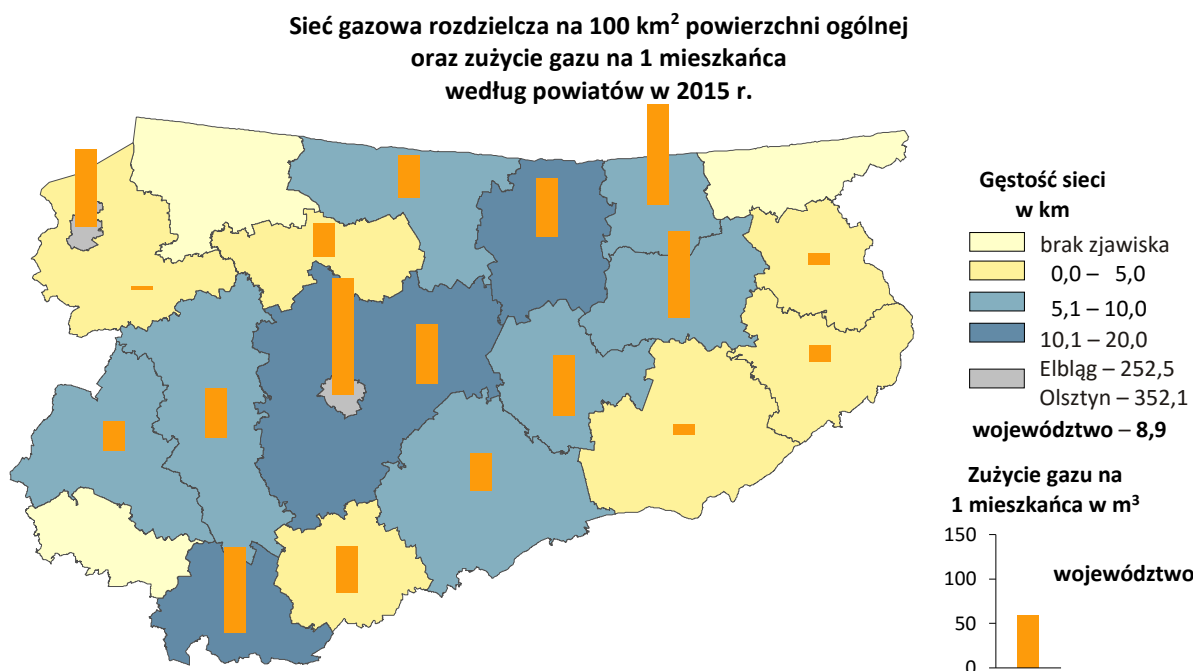 Sieć gazowa rozdzielcza na 100 km² powierzchni ogólnej
oraz zużycie gazu na 1 mieszkańca
według powiatów w 2015 r.
Gęstość sieci
w km
brak zjawiska
0,0 – 5,0
5,1 – 10,0
10,1 – 20,0
Elbląg – 252,5
Olsztyn – 352,1
województwo – 8,9
Zużycie gazu na
1 mieszkańca w m³
150
100
województwo
50
0